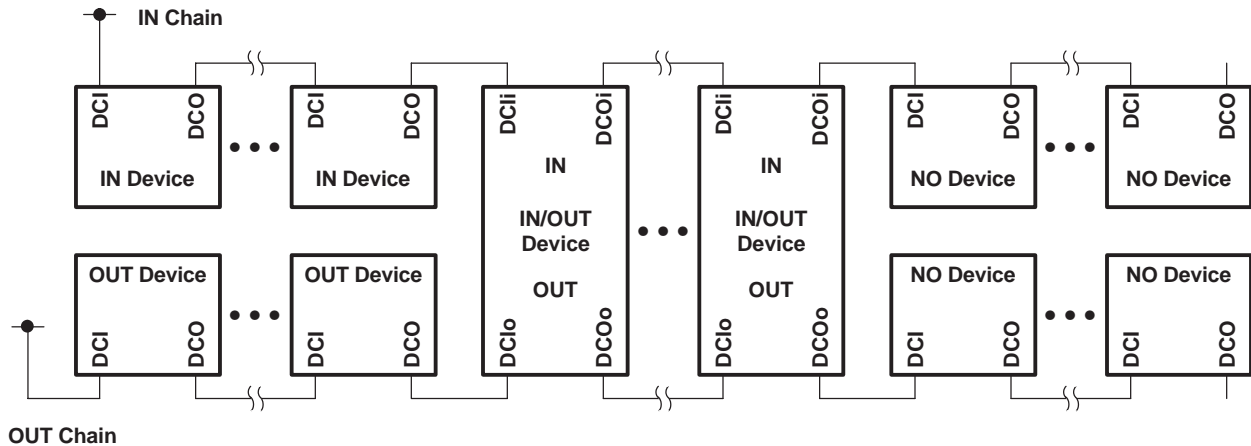 IN Chain
DCI DCO DCI DCO DCIi DCOi DCIi DCOi DCI DCO DCI DCO
IN Device IN Device IN IN NO Device NO Device
IN/OUT IN/OUT
Device Device
OUT Device OUT Device OUT OUT NO Device NO Device
DCI DCO DCI DCO DCIo DCOo DCIo DCOo DCI DCO DCI DCO
OUT Chain